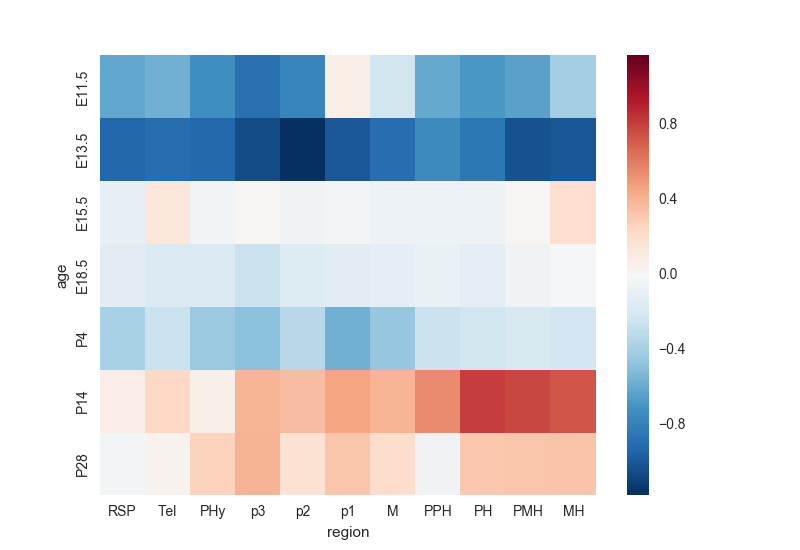 E11.5
E13.5
E15.5
E18.5
P4
P14
P28
age
RSP Tel PHy p3 p2 p1 M PPH PH PMH MH
region
0.8
0.4
0.0
−0.4
−0.8